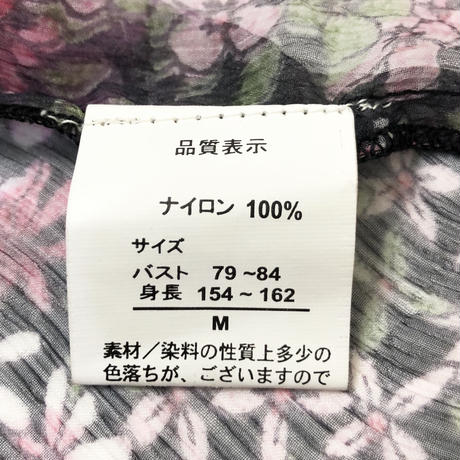 品質表示
ナイロン 100%
サイズ
バスト 79~84
身長 154~162
M
素材/染料の性質上多少の
色落ちが、ございますので